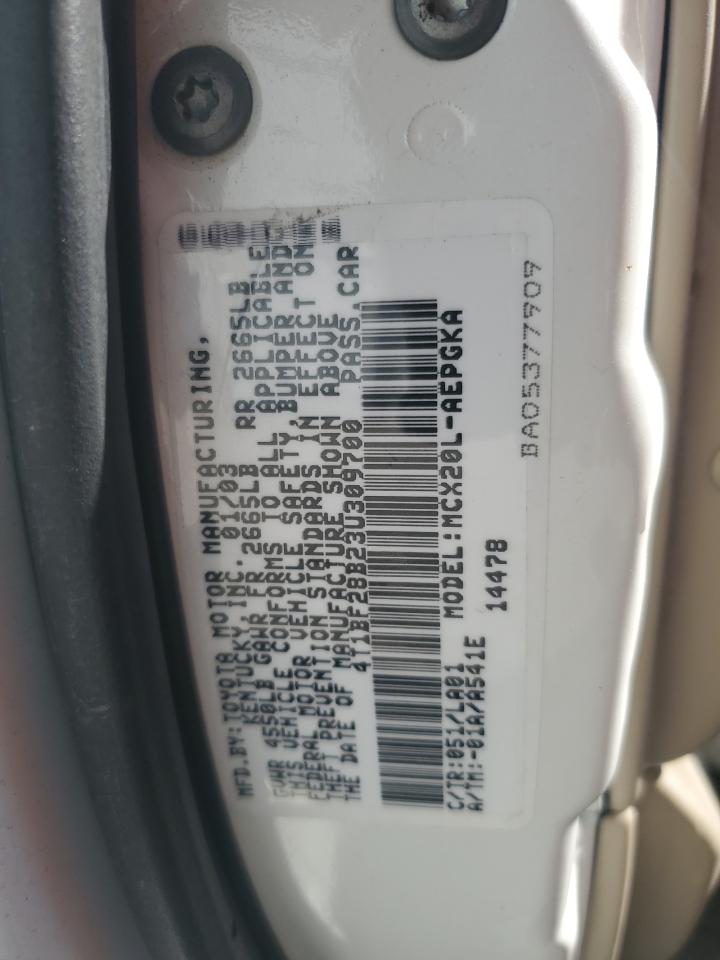 MFD.BY:TOYOTA MOTOR MANUFACTURING,
KENTUCKY, INC. 01/03
GVWR 4550LB GAWR FR 2665LB RR 2665LB
THIS VEHICLE CONFORMS TO ALL APPLICABLE
FEDERAL MOTOR VEHICLE SAFETY, BUMPER AND
THEFT PREVENTION STANDARDS IN EFFECT ON
THE DATE OF MANUFACTURE SHOWN ABOVE
4T1BF28B23U309700 PASS.CAR
C/TR:051/LA01 MODEL:MCX20L-AEPGKA
A/TM:-01A/A541E 14478
BA05377909